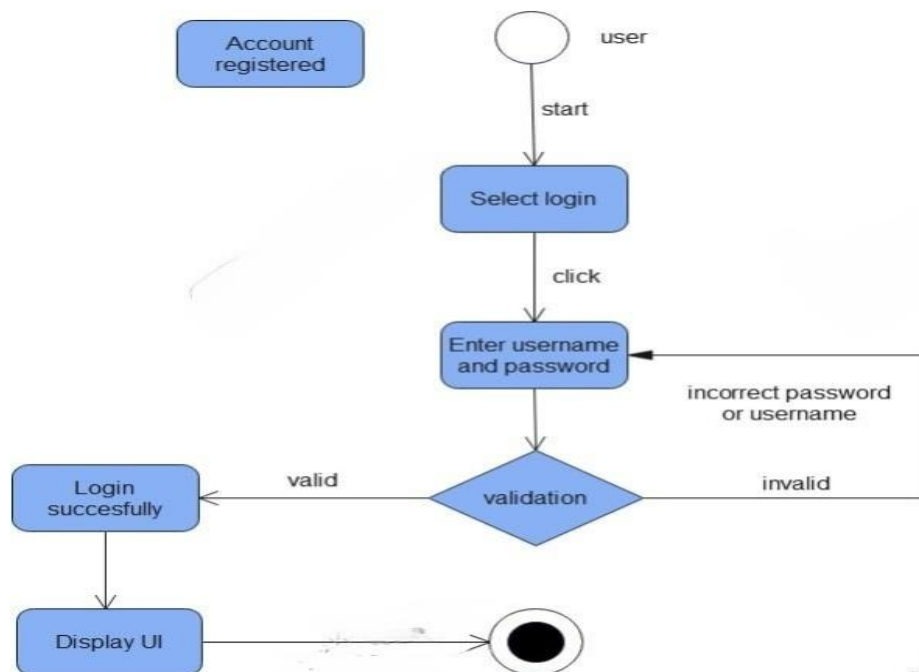 Account
registered
user
start
Select login
click
Enter username
and password
incorrect password
or username
valid
validation
invalid
Login
succesfully
Display UI